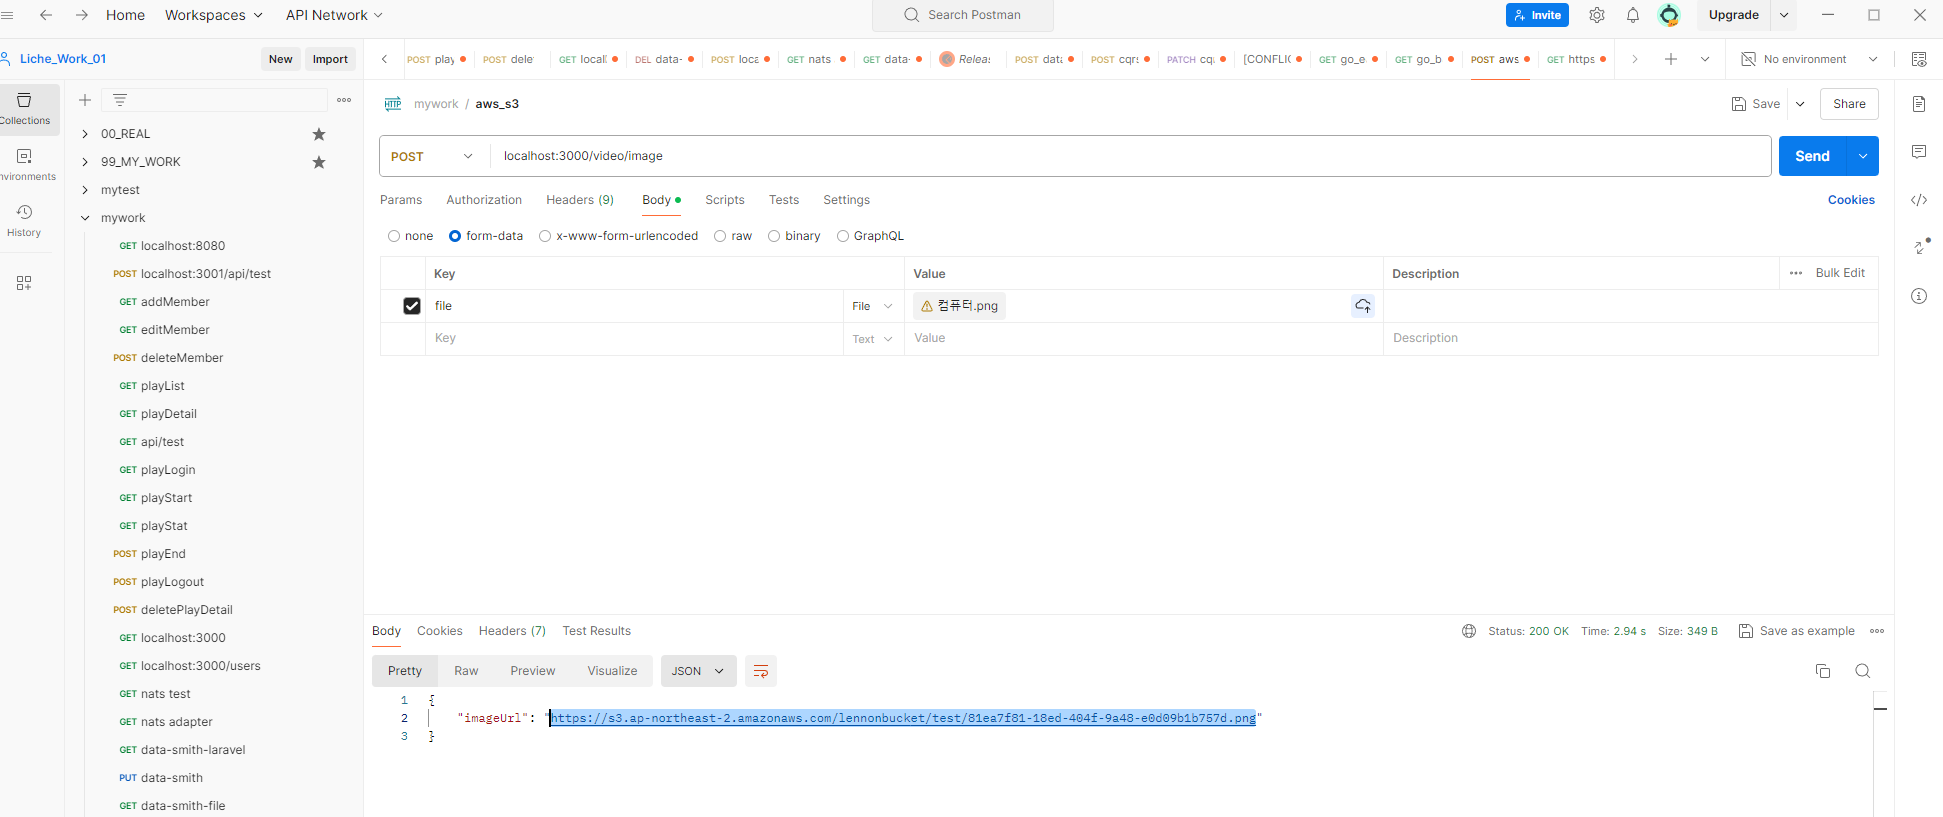 Home Workspaces API Network Search Postman Invite Upgrade
Liche_Work_01 New Import
POST play POST dele GET local DEL data- POST loca GET nats GET data- Releas POST data POST cqrs PATCH cq [CONFLIC GET go_e GET go_b POST aws GET https No environment
Collections
HTTP mywork / aws_s3 Save Share
00_REAL
POST localhost:3000/video/image Send
99_MY_WORK
nvironments
mytest
Params Authorization Headers (9) Body Scripts Tests Settings Cookies
mywork
History
none form-data x-www-form-urlencoded raw binary GraphQL
GET localhost:8080
POST localhost:3001/api/test
Key Value Description Bulk Edit
GET addMember
file File 컴퓨터.png
GET editMember
Key Text Value Description
POST deleteMember
GET playList
GET playDetail
GET api/test
GET playLogin
GET playStart
GET playStat
POST playEnd
POST playLogout
POST deletePlayDetail
GET localhost:3000
GET localhost:3000/users
GET nats test
GET nats adapter
GET data-smith-laravel
PUT data-smith
GET data-smith-file
Body Cookies Headers (7) Test Results Status: 200 OK Time: 2.94 s Size: 349 B Save as example
Pretty Raw Preview Visualize JSON
1 {
2 "imageUrl": "https://s3.ap-northeast-2.amazonaws.com/lennonbucket/test/81ea7f81-18ed-404f-9a48-e0d09b1b757d.png"
3 }